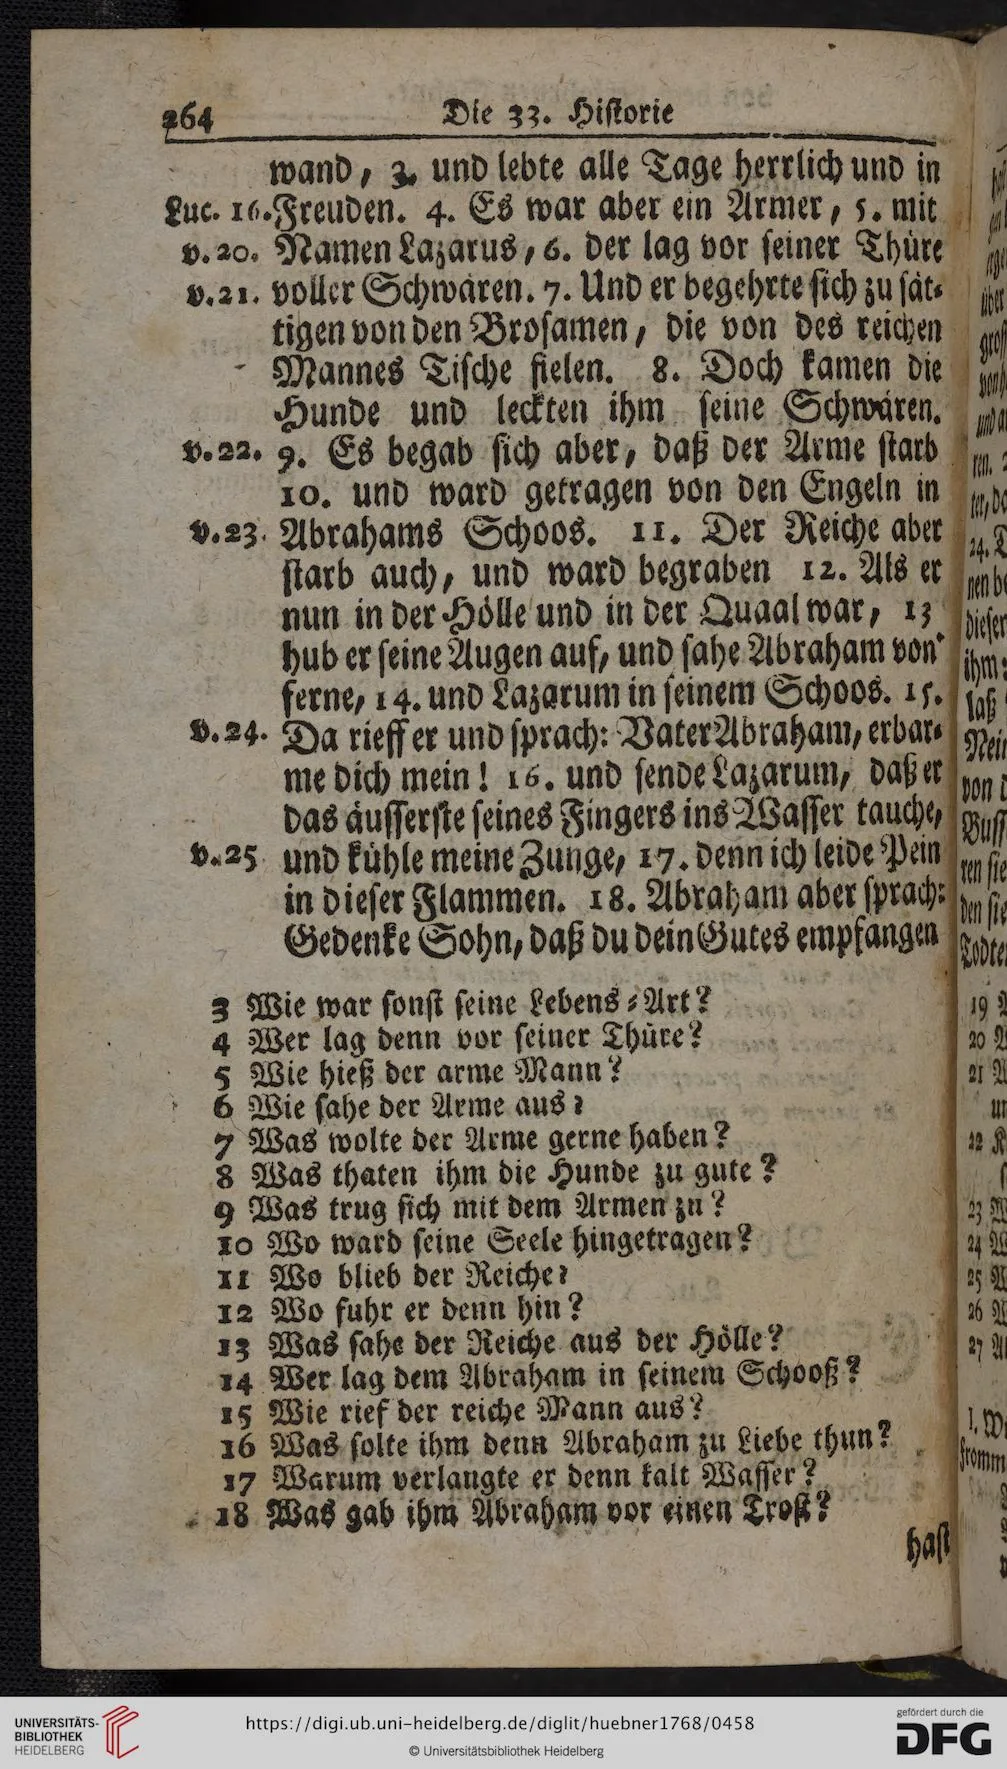 264 Die 33. Historie
wand, 3. und lebte alle Tage herrlich und in
Luc. 16. Freuden. 4. Es war aber ein Armer, 5. mit
v. 20. Namen Lazarus, 6. der lag vor seiner Thüre
v. 21. voller Schwären. 7. Und er begehrte sich zu sät-
tigen von den Brosamen, die von des reichen
Mannes Tische fielen. 8. Doch kamen die
Hunde und leckten ihm seine Schwären.
v. 22. 9. Es begab sich aber, daß der Arme starb
10. und ward getragen von den Engeln in
v. 23. Abrahams Schoos. 11. Der Reiche aber
starb auch, und ward begraben 12. Als er
nun in der Hölle und in der Quaal war, 13
hub er seine Augen auf, und sahe Abraham von
ferne, 14. und Lazarum in seinem Schoos. 15.
v. 24. Da rieff er und sprach: Vater Abraham, erbar-
me dich mein! 16. und sende Lazarum, daß er
das äusserste seines Fingers ins Wasser tauche,
v. 25 und kühle meine Zunge, 17. denn ich leide Pein
in dieser Flammen. 18. Abraham aber sprach:
Gedenke Sohn, daß du dein Gutes empfangen
3 Wie war sonst seine Lebens-Art?
4 Wer lag denn vor seiner Thüre?
5 Wie hieß der arme Mann?
6 Wie sahe der Arme aus?
7 Was wolte der Arme gerne haben?
8 Was thaten ihm die Hunde zu gute?
9 Was trug sich mit dem Armen zu?
10 Wo ward seine Seele hingetragen?
11 Wo blieb der Reiche?
12 Wo fuhr er denn hin?
13 Was sahe der Reiche aus der Hölle?
14 Wer lag dem Abraham in seinem Schooß?
15 Wie rief der reiche Mann aus?
16 Was solte ihm denn Abraham zu Liebe thun?
17 Warum verlangte er denn kalt Wasser?
18 Was gab ihm Abraham vor einen Trost?
hast
UNIVERSITÄTS-
BIBLIOTHEK
HEIDELBERG
https://digi.ub.uni-heidelberg.de/diglit/huebner1768/0458
© Universitätsbibliothek Heidelberg
gefördert durch die
DFG